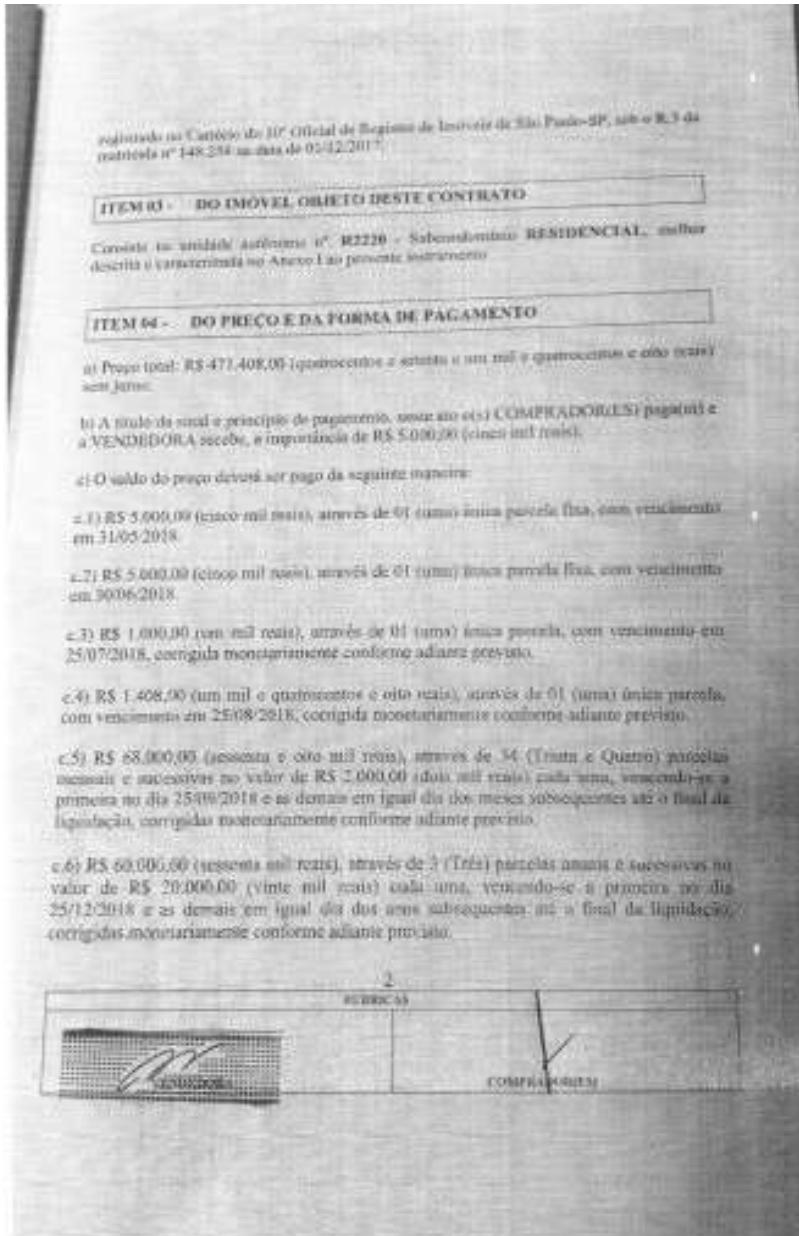 registrado no Cartório do 10º Oficial de Registro de Imóveis de São Paulo-SP, sob o R.3 da
matrícula nº 148.254 na data de 01/12/2017.
ITEM 03 - DO IMÓVEL OBJETO DESTE CONTRATO
Consiste na unidade autônoma nº. R2220 - Subcondomínio RESIDENCIAL, melhor
descrita e caracterizada no Anexo I ao presente instrumento
ITEM 04 - DO PREÇO E DA FORMA DE PAGAMENTO
a) Preço total: R$ 471.408,00 (quatrocentos e setenta e um mil e quatrocentos e oito reais)
sem juros;
b) A título de sinal e princípio de pagamento, neste ato o(s) COMPRADOR(ES) paga(m) e
a VENDEDORA recebe, a importância de R$ 5.000,00 (cinco mil reais).
c) O saldo do preço deverá ser pago da seguinte maneira:
c.1) R$ 5.000,00 (cinco mil reais), através de 01 (uma) única parcela fixa, com vencimento
em 31/05/2018.
c.2) R$ 5.000,00 (cinco mil reais), através de 01 (uma) única parcela fixa, com vencimento
em 30/06/2018.
c.3) R$ 1.000,00 (um mil reais), através de 01 (uma) única parcela, com vencimento em
25/07/2018, corrigida monetariamente conforme adiante previsto.
c.4) R$ 1.408,00 (um mil e quatrocentos e oito reais), através de 01 (uma) única parcela,
com vencimento em 25/08/2018, corrigida monetariamente conforme adiante previsto.
c.5) R$ 68.000,00 (sessenta e oito mil reais), através de 34 (Trinta e Quatro) parcelas
mensais e sucessivas no valor de R$ 2.000,00 (dois mil reais) cada uma, vencendo-se a
primeira no dia 25/09/2018 e as demais em igual dia dos meses subsequentes até o final da
liquidação, corrigidas monetariamente conforme adiante previsto.
c.6) R$ 60.000,00 (sessenta mil reais), através de 3 (Três) parcelas anuais e sucessivas no
valor de R$ 20.000,00 (vinte mil reais) cada uma, vencendo-se a primeira no dia
25/12/2018 e as demais em igual dia dos anos subsequentes até o final da liquidação,
corrigidas monetariamente conforme adiante previsto.
2
RUBRICAS
VENDEDORA
COMPRADOR(ES)